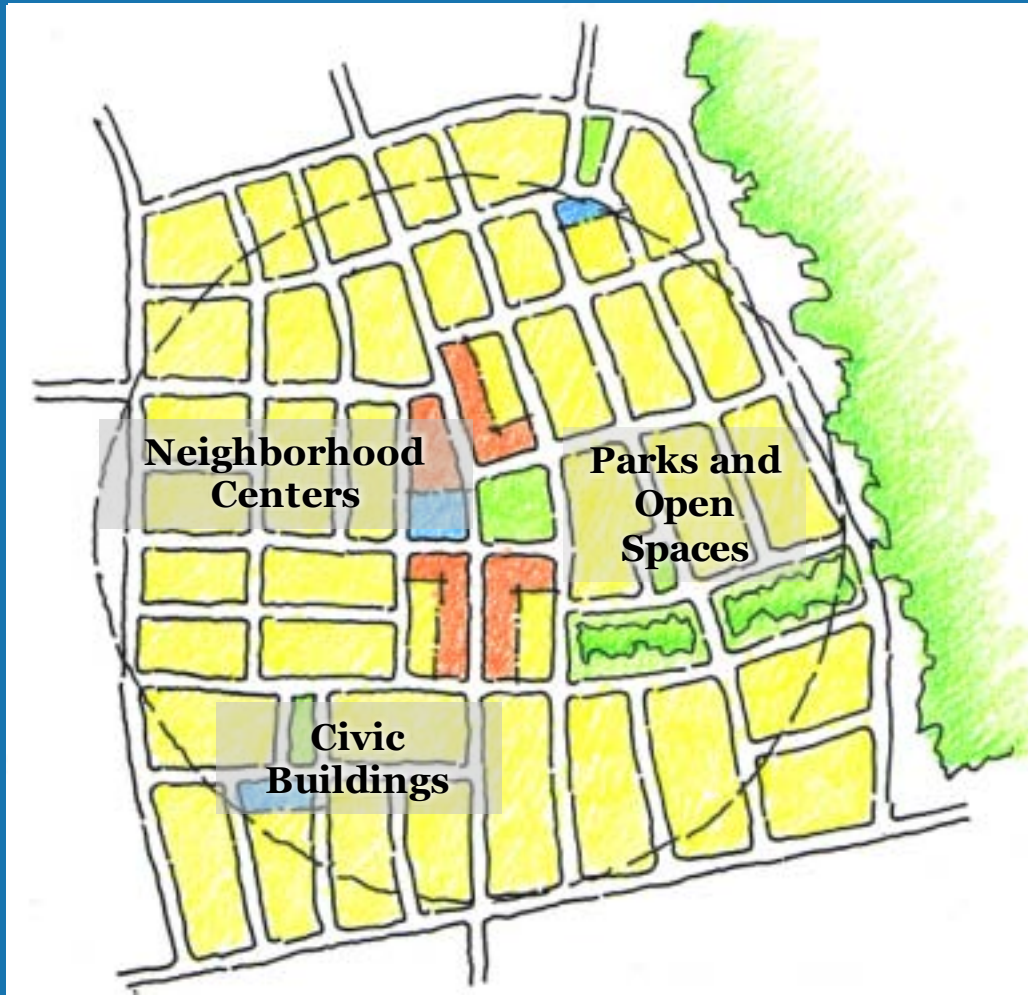 Neighborhood
Centers
Parks and
Open
Spaces
Civic
Buildings